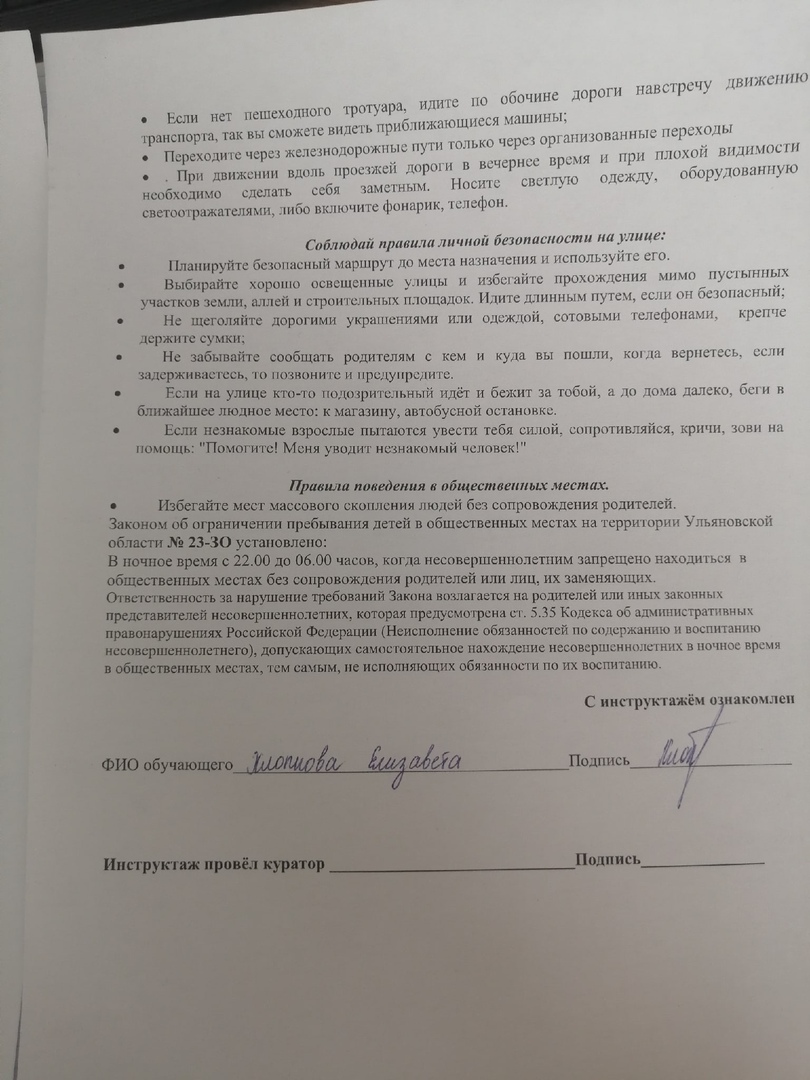 • Если нет пешеходного тротуара, идите по обочине дороги навстречу движению
транспорта, так вы сможете видеть приближающиеся машины;
• Переходите через железнодорожные пути только через организованные переходы
• . При движении вдоль проезжей дороги в вечернее время и при плохой видимости
необходимо сделать себя заметным. Носите светлую одежду, оборудованную
светоотражателями, либо включите фонарик, телефон.
Соблюдай правила личной безопасности на улице:
• Планируйте безопасный маршрут до места назначения и используйте его.
• Выбирайте хорошо освещенные улицы и избегайте прохождения мимо пустынных
участков земли, аллей и строительных площадок. Идите длинным путем, если он безопасный;
• Не щеголяйте дорогими украшениями или одеждой, сотовыми телефонами, крепче
держите сумки;
• Не забывайте сообщать родителям с кем и куда вы пошли, когда вернетесь, если
задерживаетесь, то позвоните и предупредите.
• Если на улице кто-то подозрительный идёт и бежит за тобой, а до дома далеко, беги в
ближайшее людное место: к магазину, автобусной остановке.
• Если незнакомые взрослые пытаются увести тебя силой, сопротивляйся, кричи, зови на
помощь: "Помогите! Меня уводит незнакомый человек!"
Правила поведения в общественных местах.
• Избегайте мест массового скопления людей без сопровождения родителей.
Законом об ограничении пребывания детей в общественных местах на территории Ульяновской
области № 23-ЗО установлено:
В ночное время с 22.00 до 06.00 часов, когда несовершеннолетним запрещено находиться в
общественных местах без сопровождения родителей или лиц, их заменяющих.
Ответственность за нарушение требований Закона возлагается на родителей или иных законных
представителей несовершеннолетних, которая предусмотрена ст. 5.35 Кодекса об административных
правонарушениях Российской Федерации (Неисполнение обязанностей по содержанию и воспитанию
несовершеннолетнего), допускающих самостоятельное нахождение несовершеннолетних в ночное время
в общественных местах, тем самым, не исполняющих обязанности по их воспитанию.
С инструктажём ознакомлен
ФИО обучающего Елизавета Подпись
Инструктаж провёл куратор Подпись